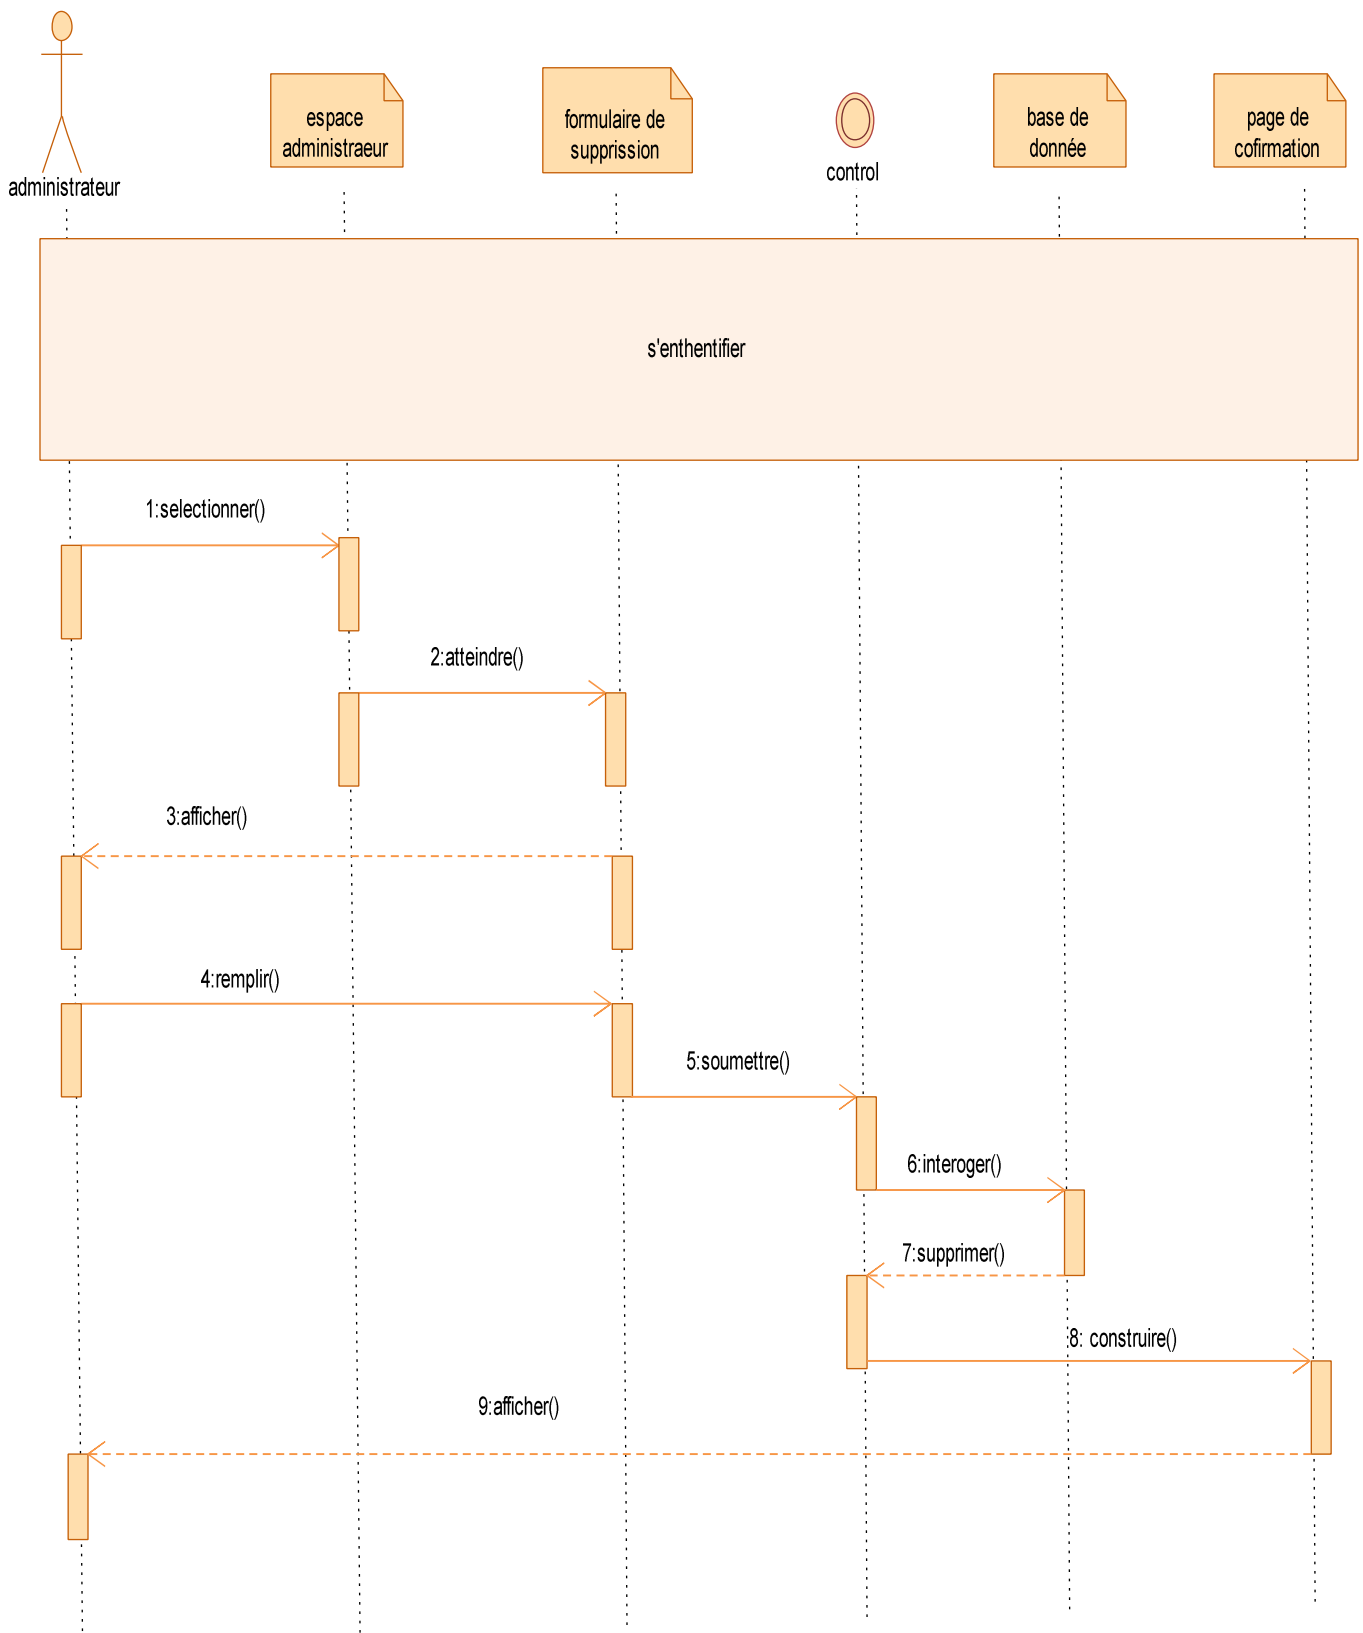 administrateur
espace
administraeur
formulaire de
supprission
control
base de
donnée
page de
cofirmation
s'enthentifier
1:selectionner()
2:atteindre()
3:afficher()
4:remplir()
5:soumettre()
6:interoger()
7:supprimer()
8: construire()
9:afficher()